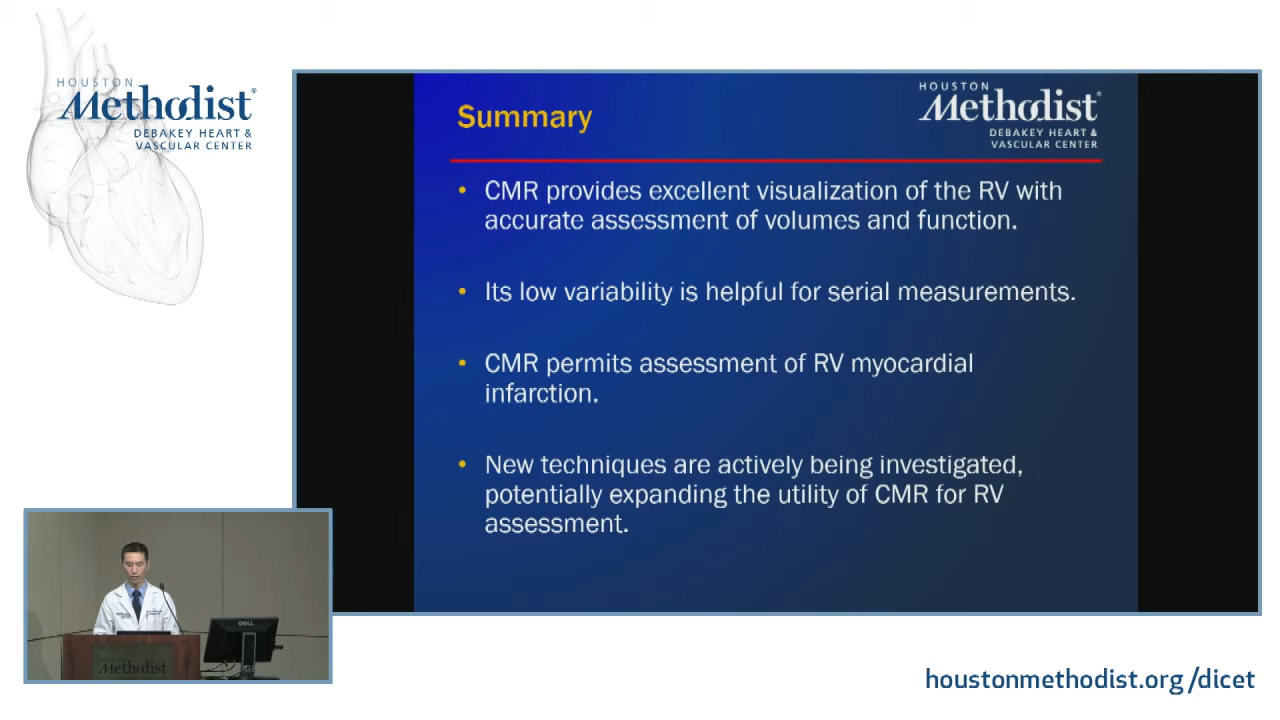 HOUSTON
Methodist®
DEBAKEY HEART &
VASCULAR CENTER
Summary
HOUSTON
Methodist®
DEBAKEY HEART &
VASCULAR CENTER
• CMR provides excellent visualization of the RV with
accurate assessment of volumes and function.
• Its low variability is helpful for serial measurements.
• CMR permits assessment of RV myocardial
infarction.
• New techniques are actively being investigated,
potentially expanding the utility of CMR for RV
assessment.
DELL
Methodist
houstonmethodist.org/dicet